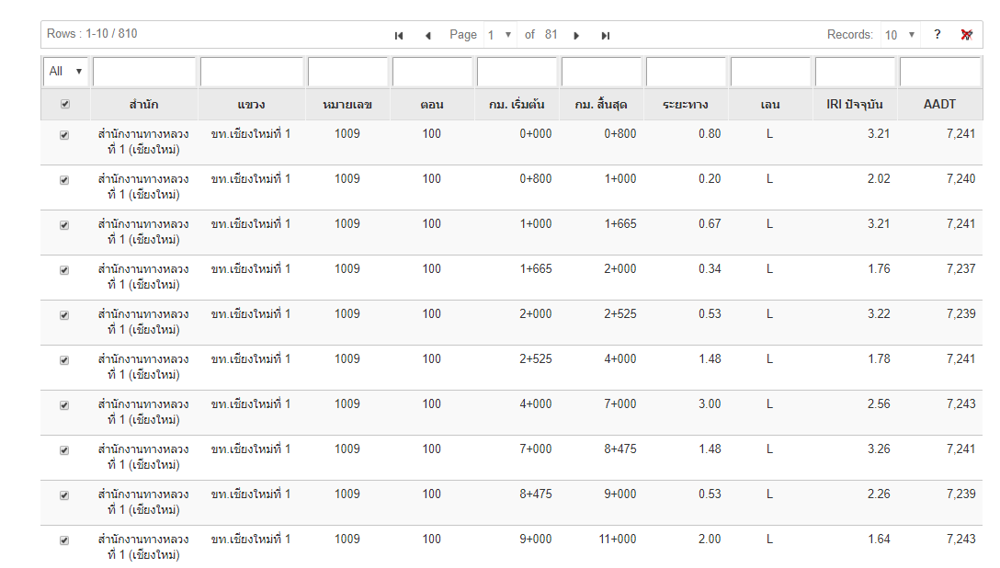 Rows : 1-10 / 810 Page 1 of 81 Records: 10 ?
All
สำนัก แขวง หมายเลข ตอน กม. เริ่มต้น กม. สิ้นสุด ระยะทาง เลน IRI ปัจจุบัน AADT
สำนักงานทางหลวง ขท.เชียงใหม่ที่ 1 1009 100 0+000 0+800 0.80 L 3.21 7,241
ที่ 1 (เชียงใหม่)
สำนักงานทางหลวง ขท.เชียงใหม่ที่ 1 1009 100 0+800 1+000 0.20 L 2.02 7,240
ที่ 1 (เชียงใหม่)
สำนักงานทางหลวง ขท.เชียงใหม่ที่ 1 1009 100 1+000 1+665 0.67 L 3.21 7,241
ที่ 1 (เชียงใหม่)
สำนักงานทางหลวง ขท.เชียงใหม่ที่ 1 1009 100 1+665 2+000 0.34 L 1.76 7,237
ที่ 1 (เชียงใหม่)
สำนักงานทางหลวง ขท.เชียงใหม่ที่ 1 1009 100 2+000 2+525 0.53 L 3.22 7,239
ที่ 1 (เชียงใหม่)
สำนักงานทางหลวง ขท.เชียงใหม่ที่ 1 1009 100 2+525 4+000 1.48 L 1.78 7,241
ที่ 1 (เชียงใหม่)
สำนักงานทางหลวง ขท.เชียงใหม่ที่ 1 1009 100 4+000 7+000 3.00 L 2.56 7,243
ที่ 1 (เชียงใหม่)
สำนักงานทางหลวง ขท.เชียงใหม่ที่ 1 1009 100 7+000 8+475 1.48 L 3.26 7,241
ที่ 1 (เชียงใหม่)
สำนักงานทางหลวง ขท.เชียงใหม่ที่ 1 1009 100 8+475 9+000 0.53 L 2.26 7,239
ที่ 1 (เชียงใหม่)
สำนักงานทางหลวง ขท.เชียงใหม่ที่ 1 1009 100 9+000 11+000 2.00 L 1.64 7,243
ที่ 1 (เชียงใหม่)